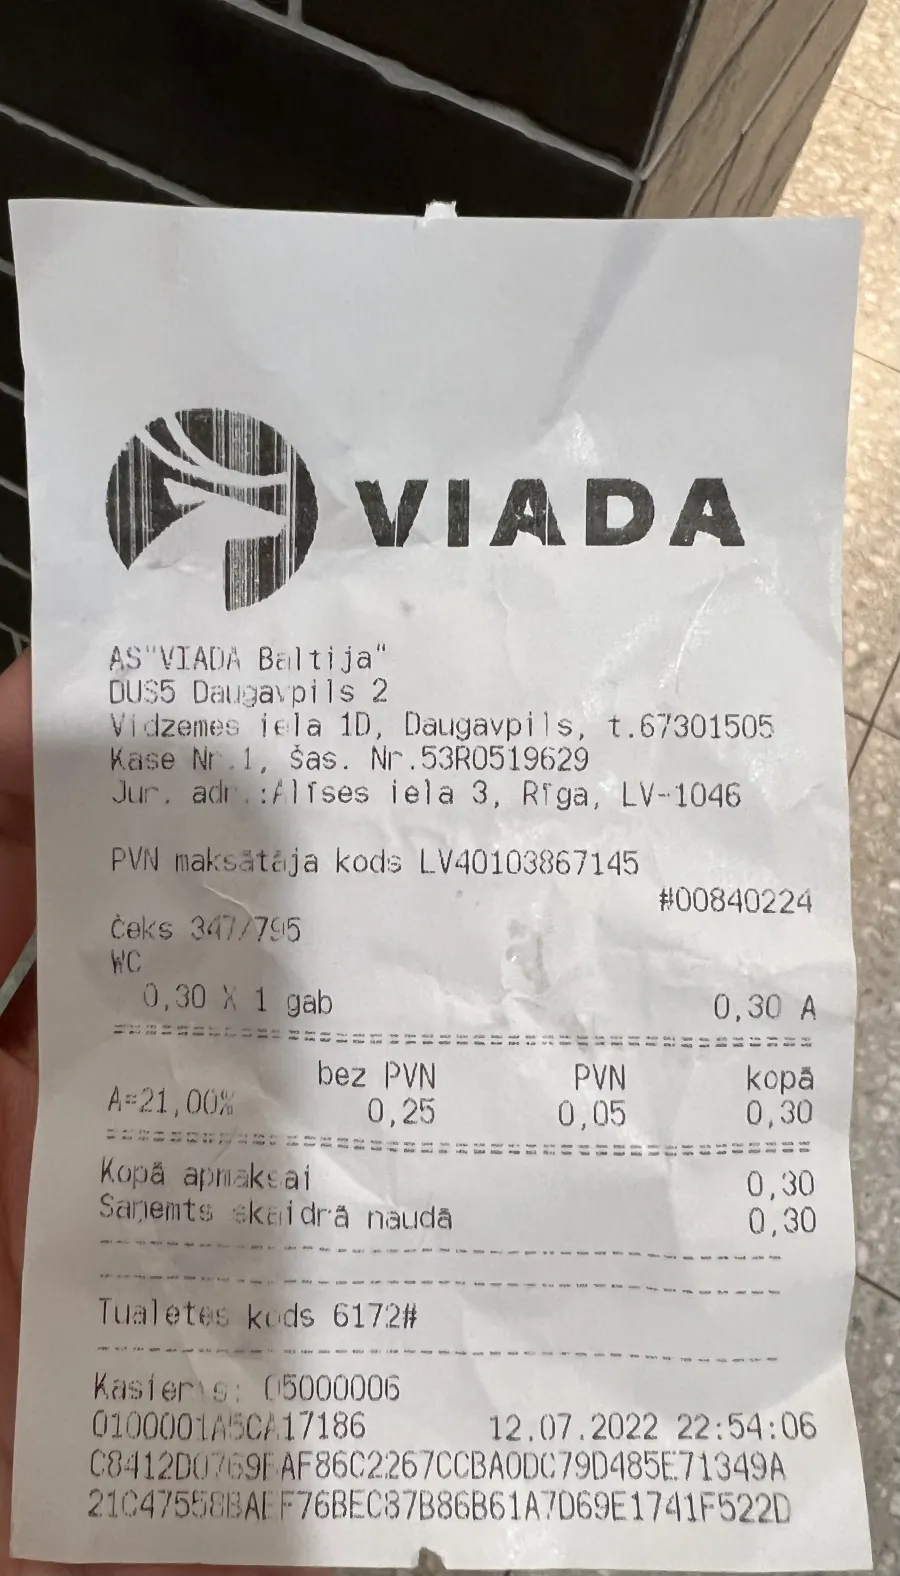 VIADA
AS"VIADA Baltija"
DUS5 Daugavpils 2
Vidzemes iela 1D, Daugavpils, t.67301505
Kase Nr.1, šas. Nr.53R0519629
Jur. adr.:Alīses iela 3, Rīga, LV-1046
PVN maksātāja kods LV40103867145
#00840224
čeks 347/795
WC
0,30 X 1 gab 0,30 A
bez PVN PVN kopā
A=21,00% 0,25 0,05 0,30
Kopā apmaksai 0,30
Saņemts skaidrā naudā 0,30
Tualetes kods 6172#
Kasieris: 05000006
0100001A5CA17186 12.07.2022 22:54:06